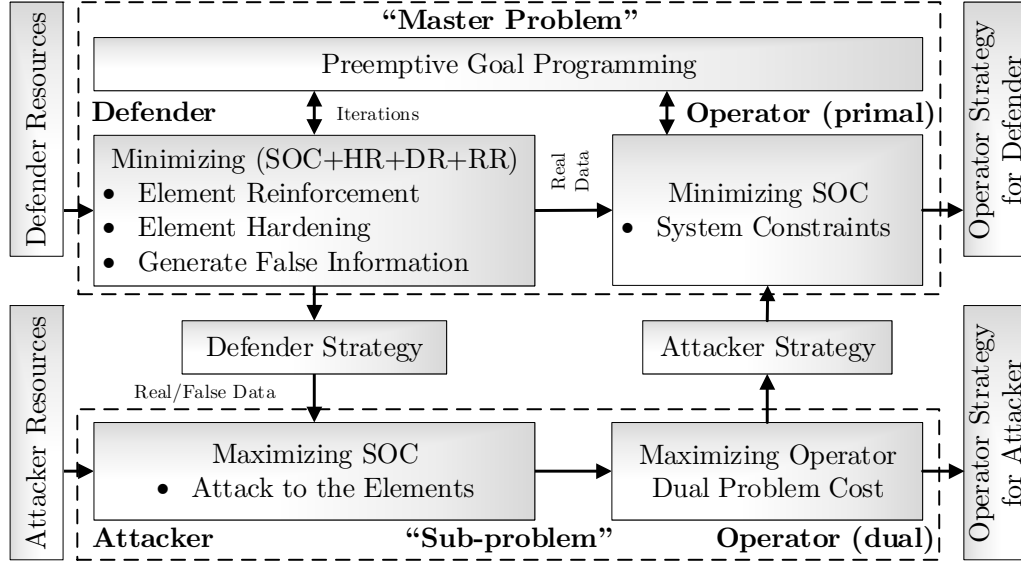 “Master Problem”
Defender Resources
Preemptive Goal Programming
Operator Strategy
for Defender
Defender
Iterations
Operator (primal)
Minimizing (SOC+HR+DR+RR)
• Element Reinforcement
• Element Hardening
• Generate False Information
Real
Data
Minimizing SOC
• System Constraints
Defender Strategy
Attacker Strategy
Real/False Data
Attacker Resources
Maximizing SOC
• Attack to the Elements
Maximizing Operator
Dual Problem Cost
Operator Strategy
for Attacker
Attacker
“Sub-problem”
Operator (dual)